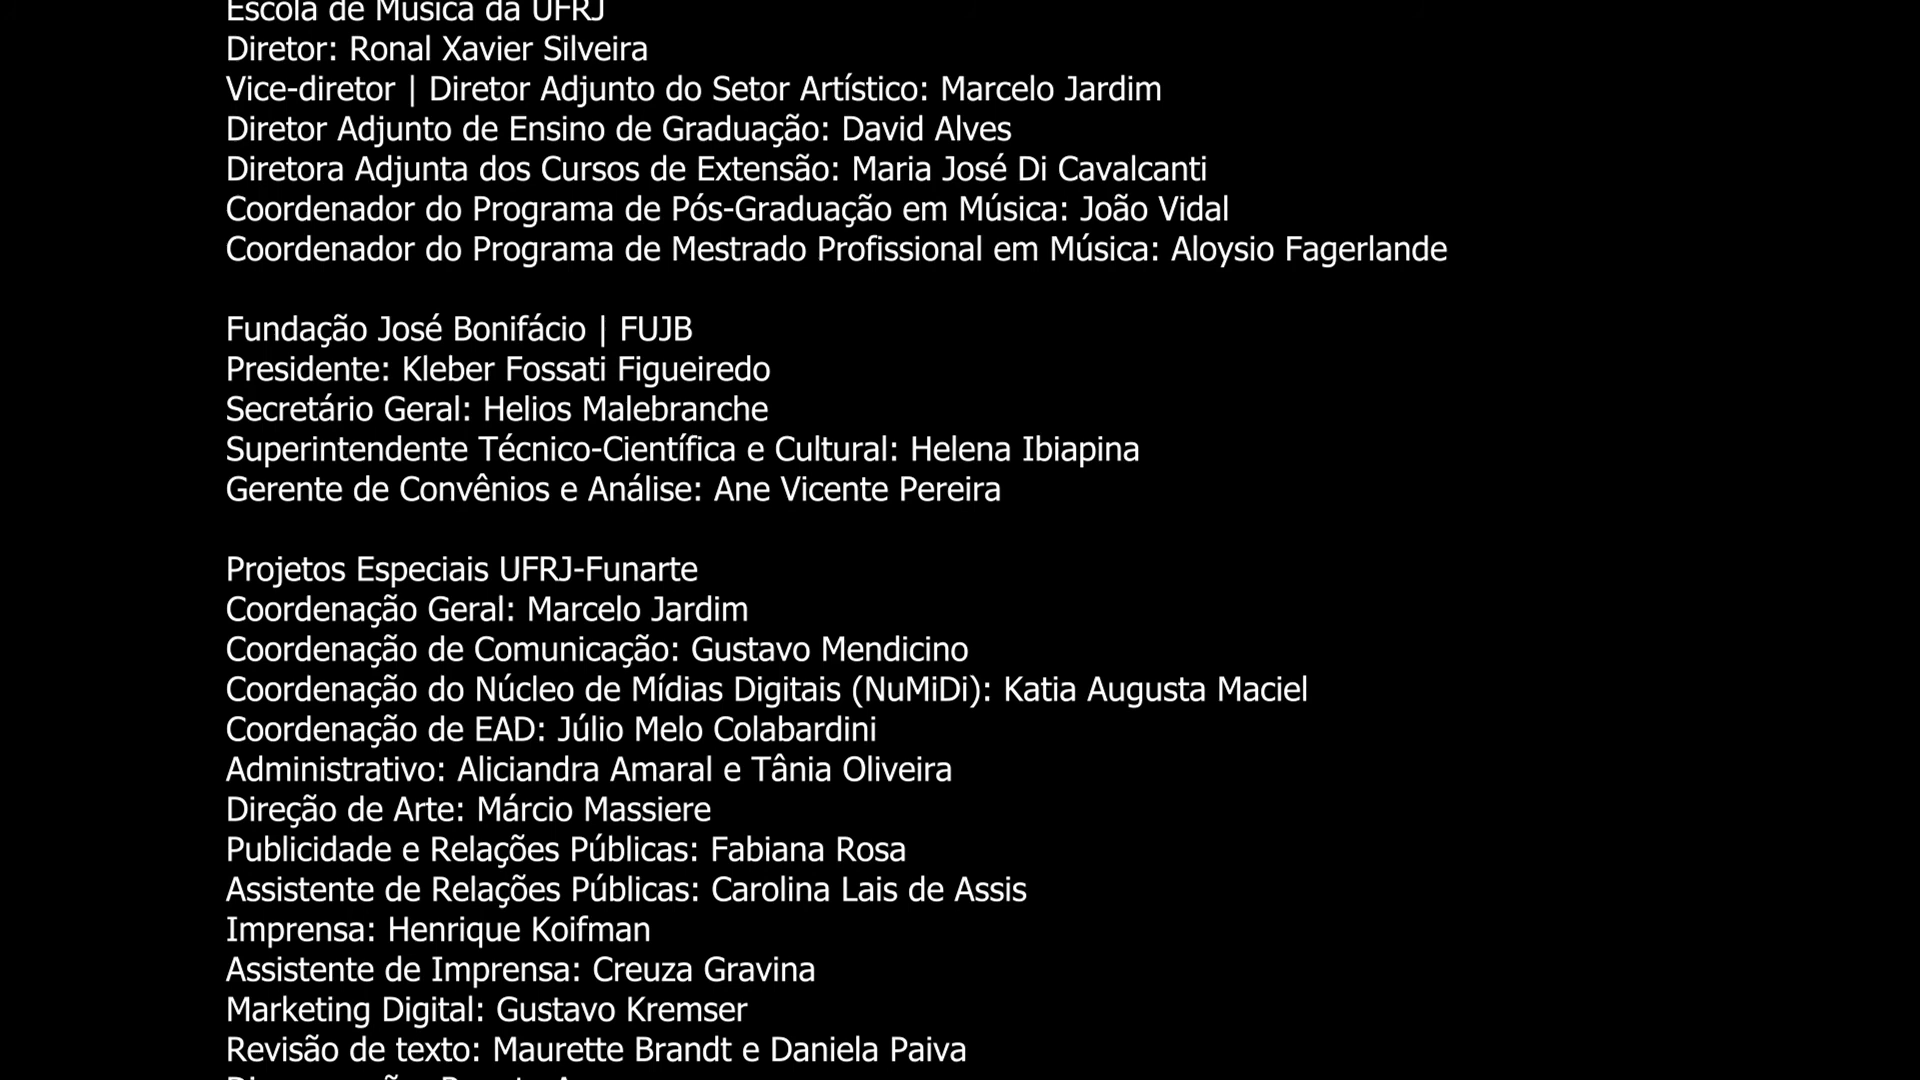 Escola de Música da UFRJ
Diretor: Ronal Xavier Silveira
Vice-diretor | Diretor Adjunto do Setor Artístico: Marcelo Jardim
Diretor Adjunto de Ensino de Graduação: David Alves
Diretora Adjunta dos Cursos de Extensão: Maria José Di Cavalcanti
Coordenador do Programa de Pós-Graduação em Música: João Vidal
Coordenador do Programa de Mestrado Profissional em Música: Aloysio Fagerlande
Fundação José Bonifácio | FUJB
Presidente: Kleber Fossati Figueiredo
Secretário Geral: Helios Malebranche
Superintendente Técnico-Científica e Cultural: Helena Ibiapina
Gerente de Convênios e Análise: Ane Vicente Pereira
Projetos Especiais UFRJ-Funarte
Coordenação Geral: Marcelo Jardim
Coordenação de Comunicação: Gustavo Mendicino
Coordenação do Núcleo de Mídias Digitais (NuMiDi): Katia Augusta Maciel
Coordenação de EAD: Júlio Melo Colabardini
Administrativo: Aliciandra Amaral e Tânia Oliveira
Direção de Arte: Márcio Massiere
Publicidade e Relações Públicas: Fabiana Rosa
Assistente de Relações Públicas: Carolina Lais de Assis
Imprensa: Henrique Koifman
Assistente de Imprensa: Creuza Gravina
Marketing Digital: Gustavo Kremser
Revisão de texto: Maurette Brandt e Daniela Paiva